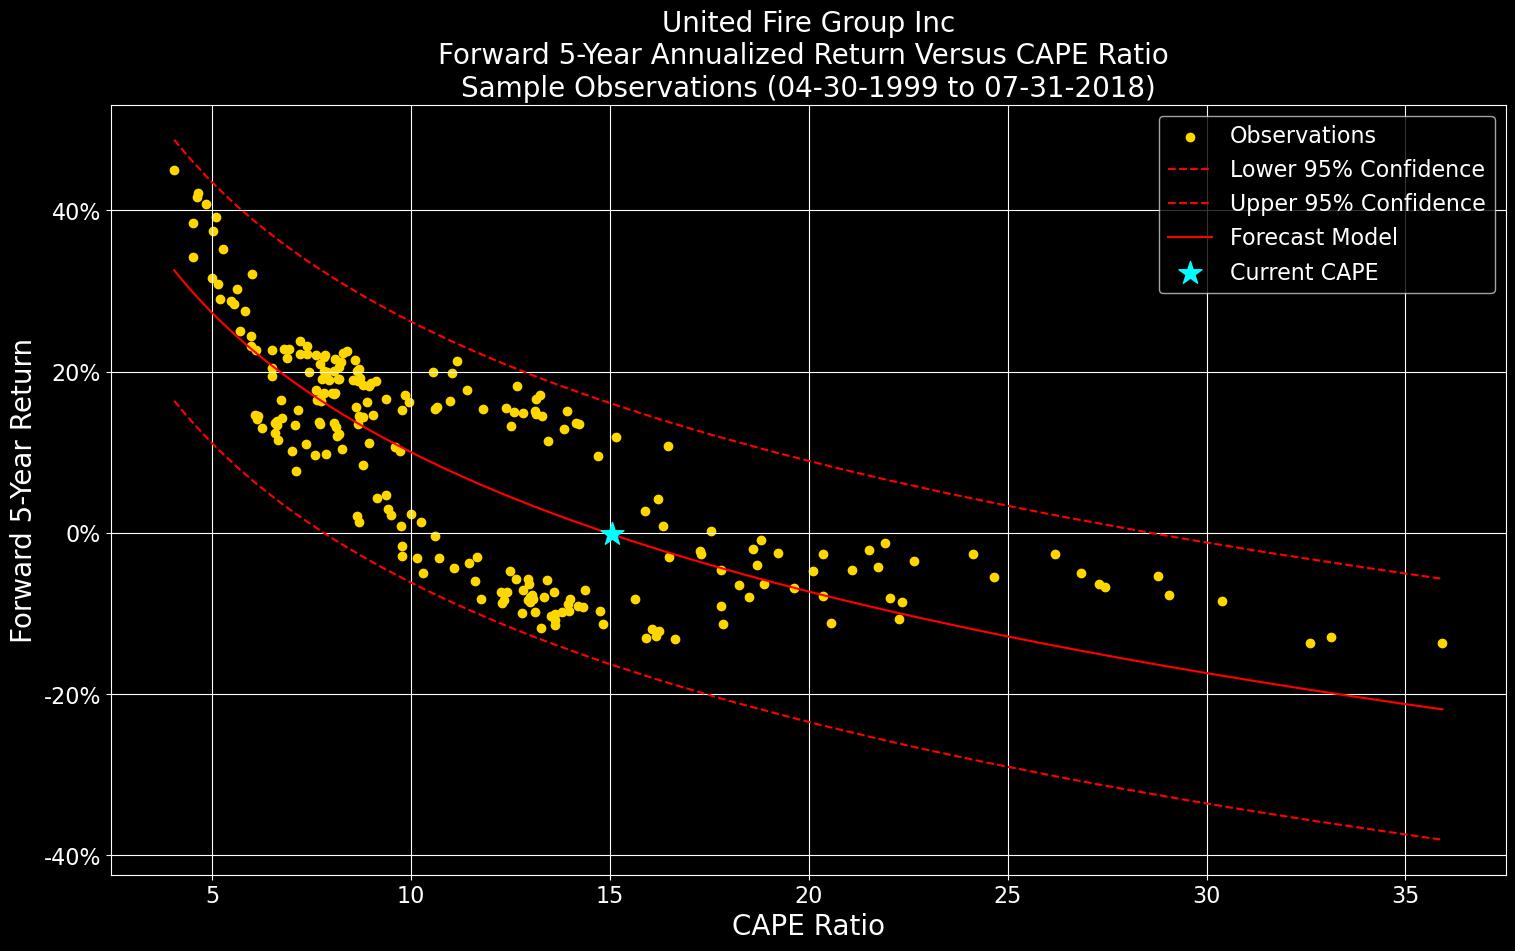 United Fire Group Inc
Forward 5-Year Annualized Return Versus CAPE Ratio
Sample Observations (04-30-1999 to 07-31-2018)
Observations
Lower 95% Confidence
Upper 95% Confidence
Forecast Model
Current CAPE
Forward 5-Year Return
40%
20%
0%
-20%
-40%
5
10
15
20
25
30
35
CAPE Ratio